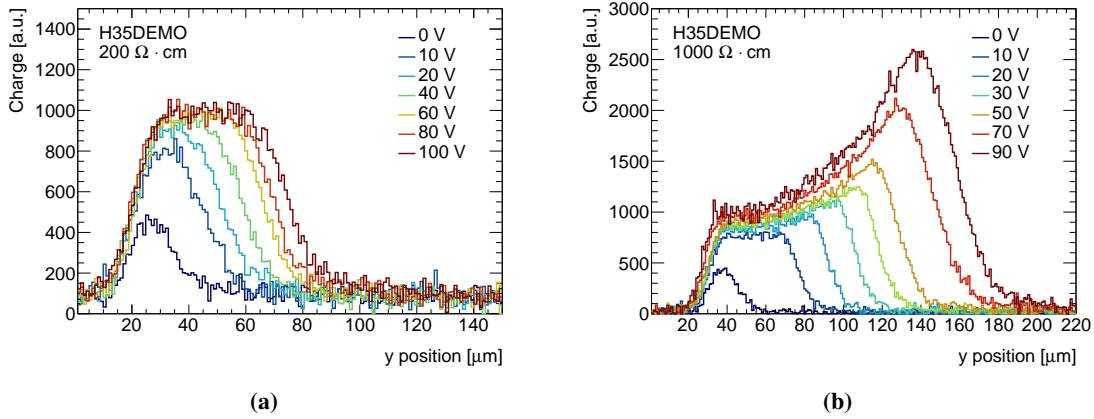 Charge [a.u.]
1400
1200
1000
800
600
400
200
0
H35DEMO
200 Ω · cm
0 V
10 V
20 V
40 V
60 V
80 V
100 V
20 40 60 80 100 120 140
y position [μm]
(a)
Charge [a.u.]
3000
2500
2000
1500
1000
500
0
H35DEMO
1000 Ω · cm
0 V
10 V
20 V
30 V
50 V
70 V
90 V
20 40 60 80 100 120 140 160 180 200 220
y position [μm]
(b)